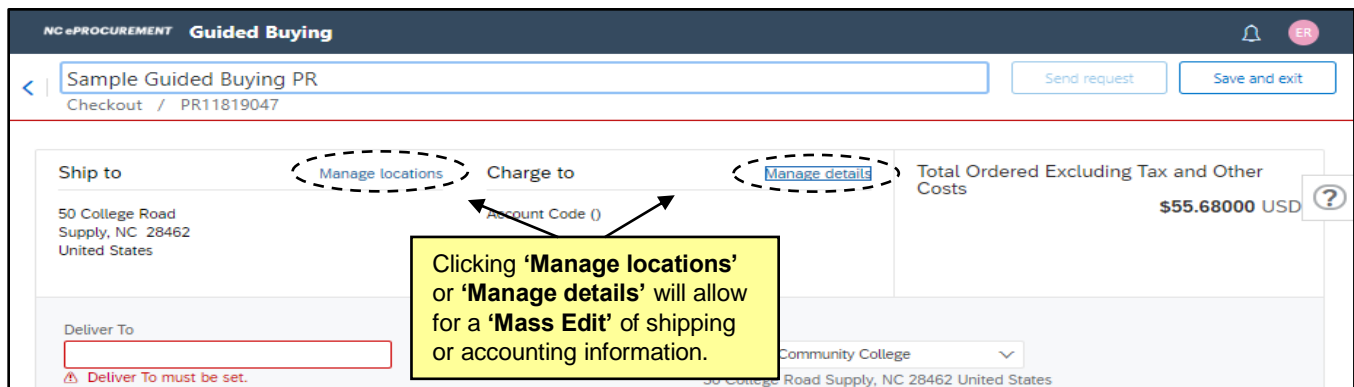 NC ePROCUREMENT Guided Buying
ER
Sample Guided Buying PR
Send request
Save and exit
Checkout / PR11819047
Ship to
Manage locations
Charge to
Manage details
Total Ordered Excluding Tax and Other
Costs
$55.68000 USD
?
50 College Road
Supply, NC 28462
United States
Account Code ()
Clicking ‘Manage locations’
or ‘Manage details’ will allow
for a ‘Mass Edit’ of shipping
or accounting information.
Deliver To
Deliver To must be set.
Community College
50 College Road Supply, NC 28462 United States